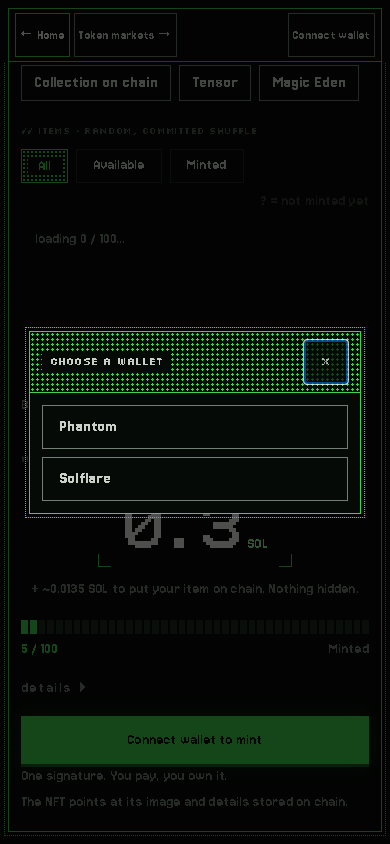 ← Home
Token markets →
Connect wallet
Collection on chain
Tensor
Magic Eden
// ITEMS · RANDOM, COMMITTED SHUFFLE
All
Available
Minted
? = not minted yet
loading 0 / 100...
CHOOSE A WALLET
×
Phantom
Solflare
0.3 SOL
+ ~0.0135 SOL to put your item on chain. Nothing hidden.
5 / 100
Minted
details
Connect wallet to mint
One signature. You pay, you own it.
The NFT points at its image and details stored on chain.